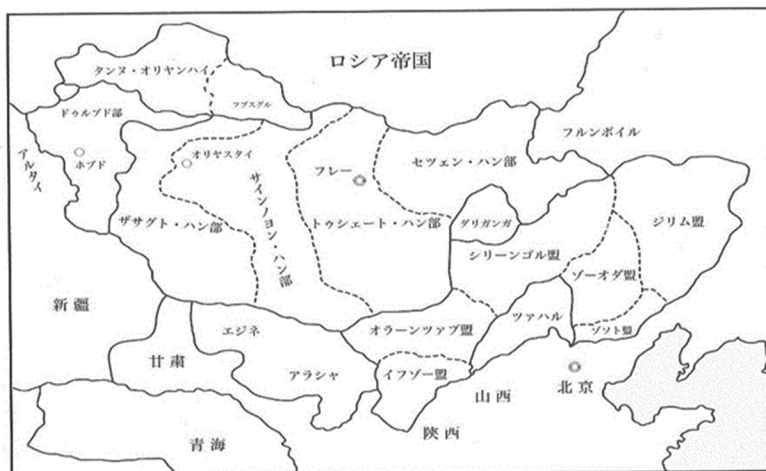 ロシア帝国
タンヌ・オリヤンハイ
フブスグル
ドゥルブド部
フルンボイル
オリヤスタイ
セツェン・ハン部
アルタイ
ホブド
フレー
サインノヨン・ハン部
ザサグト・ハン部
トゥシェート・ハン部
ダリガンガ
ジリム盟
シリーンゴル盟
ゾーオダ盟
新疆
エジネ
オラーンツァブ盟
ツァハル
ゾソト盟
甘粛
アラシャ
イフゾー盟
北京
山西
陝西
青海